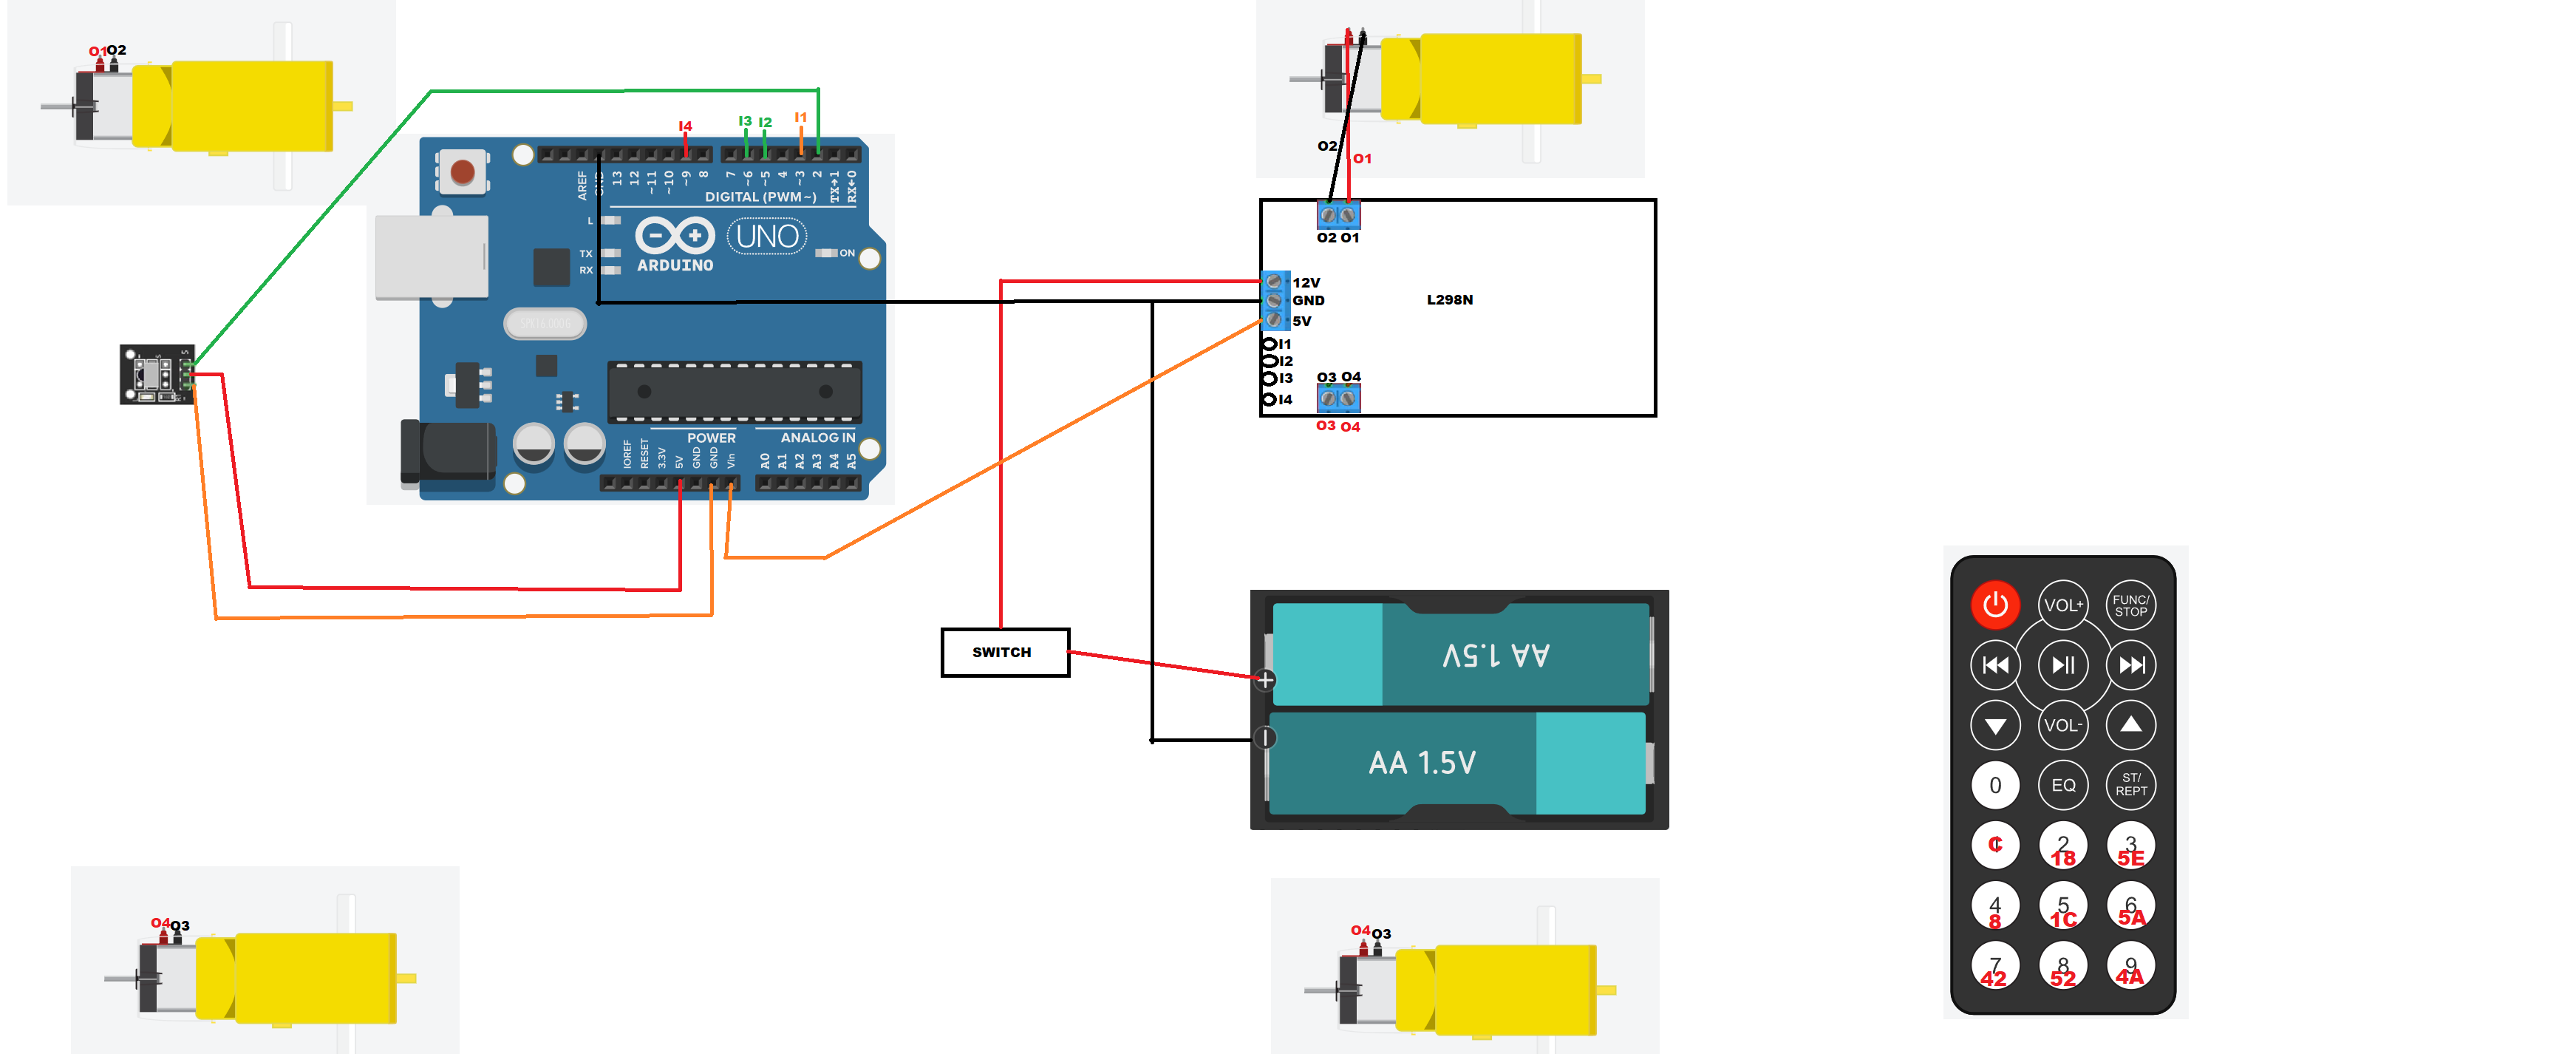 O1 O2
I4
I3
I2
I1
AREF
GND
13
12
~11
~10
~9
8
7
~6
~5
4
~3
2
TX→1
RX←0
DIGITAL (PWM~)
L
TX
RX
ARDUINO
UNO
ON
IOREF
RESET
3.3V
5V
GND
GND
Vin
POWER
ANALOG IN
A0
A1
A2
A3
A4
A5
S
O2
O1
O2 O1
12V
GND
5V
L298N
I1
I2
I3
I4
O3 O4
O3 O4
SWITCH
AA 1.5V
AA 1.5V
O4 O3
O4 O3
VOL+
FUNC/
STOP
VOL-
0
EQ
ST/
REPT
C
2
18
3
5E
4
8
5
1C
6
5A
7
42
8
52
9
4A